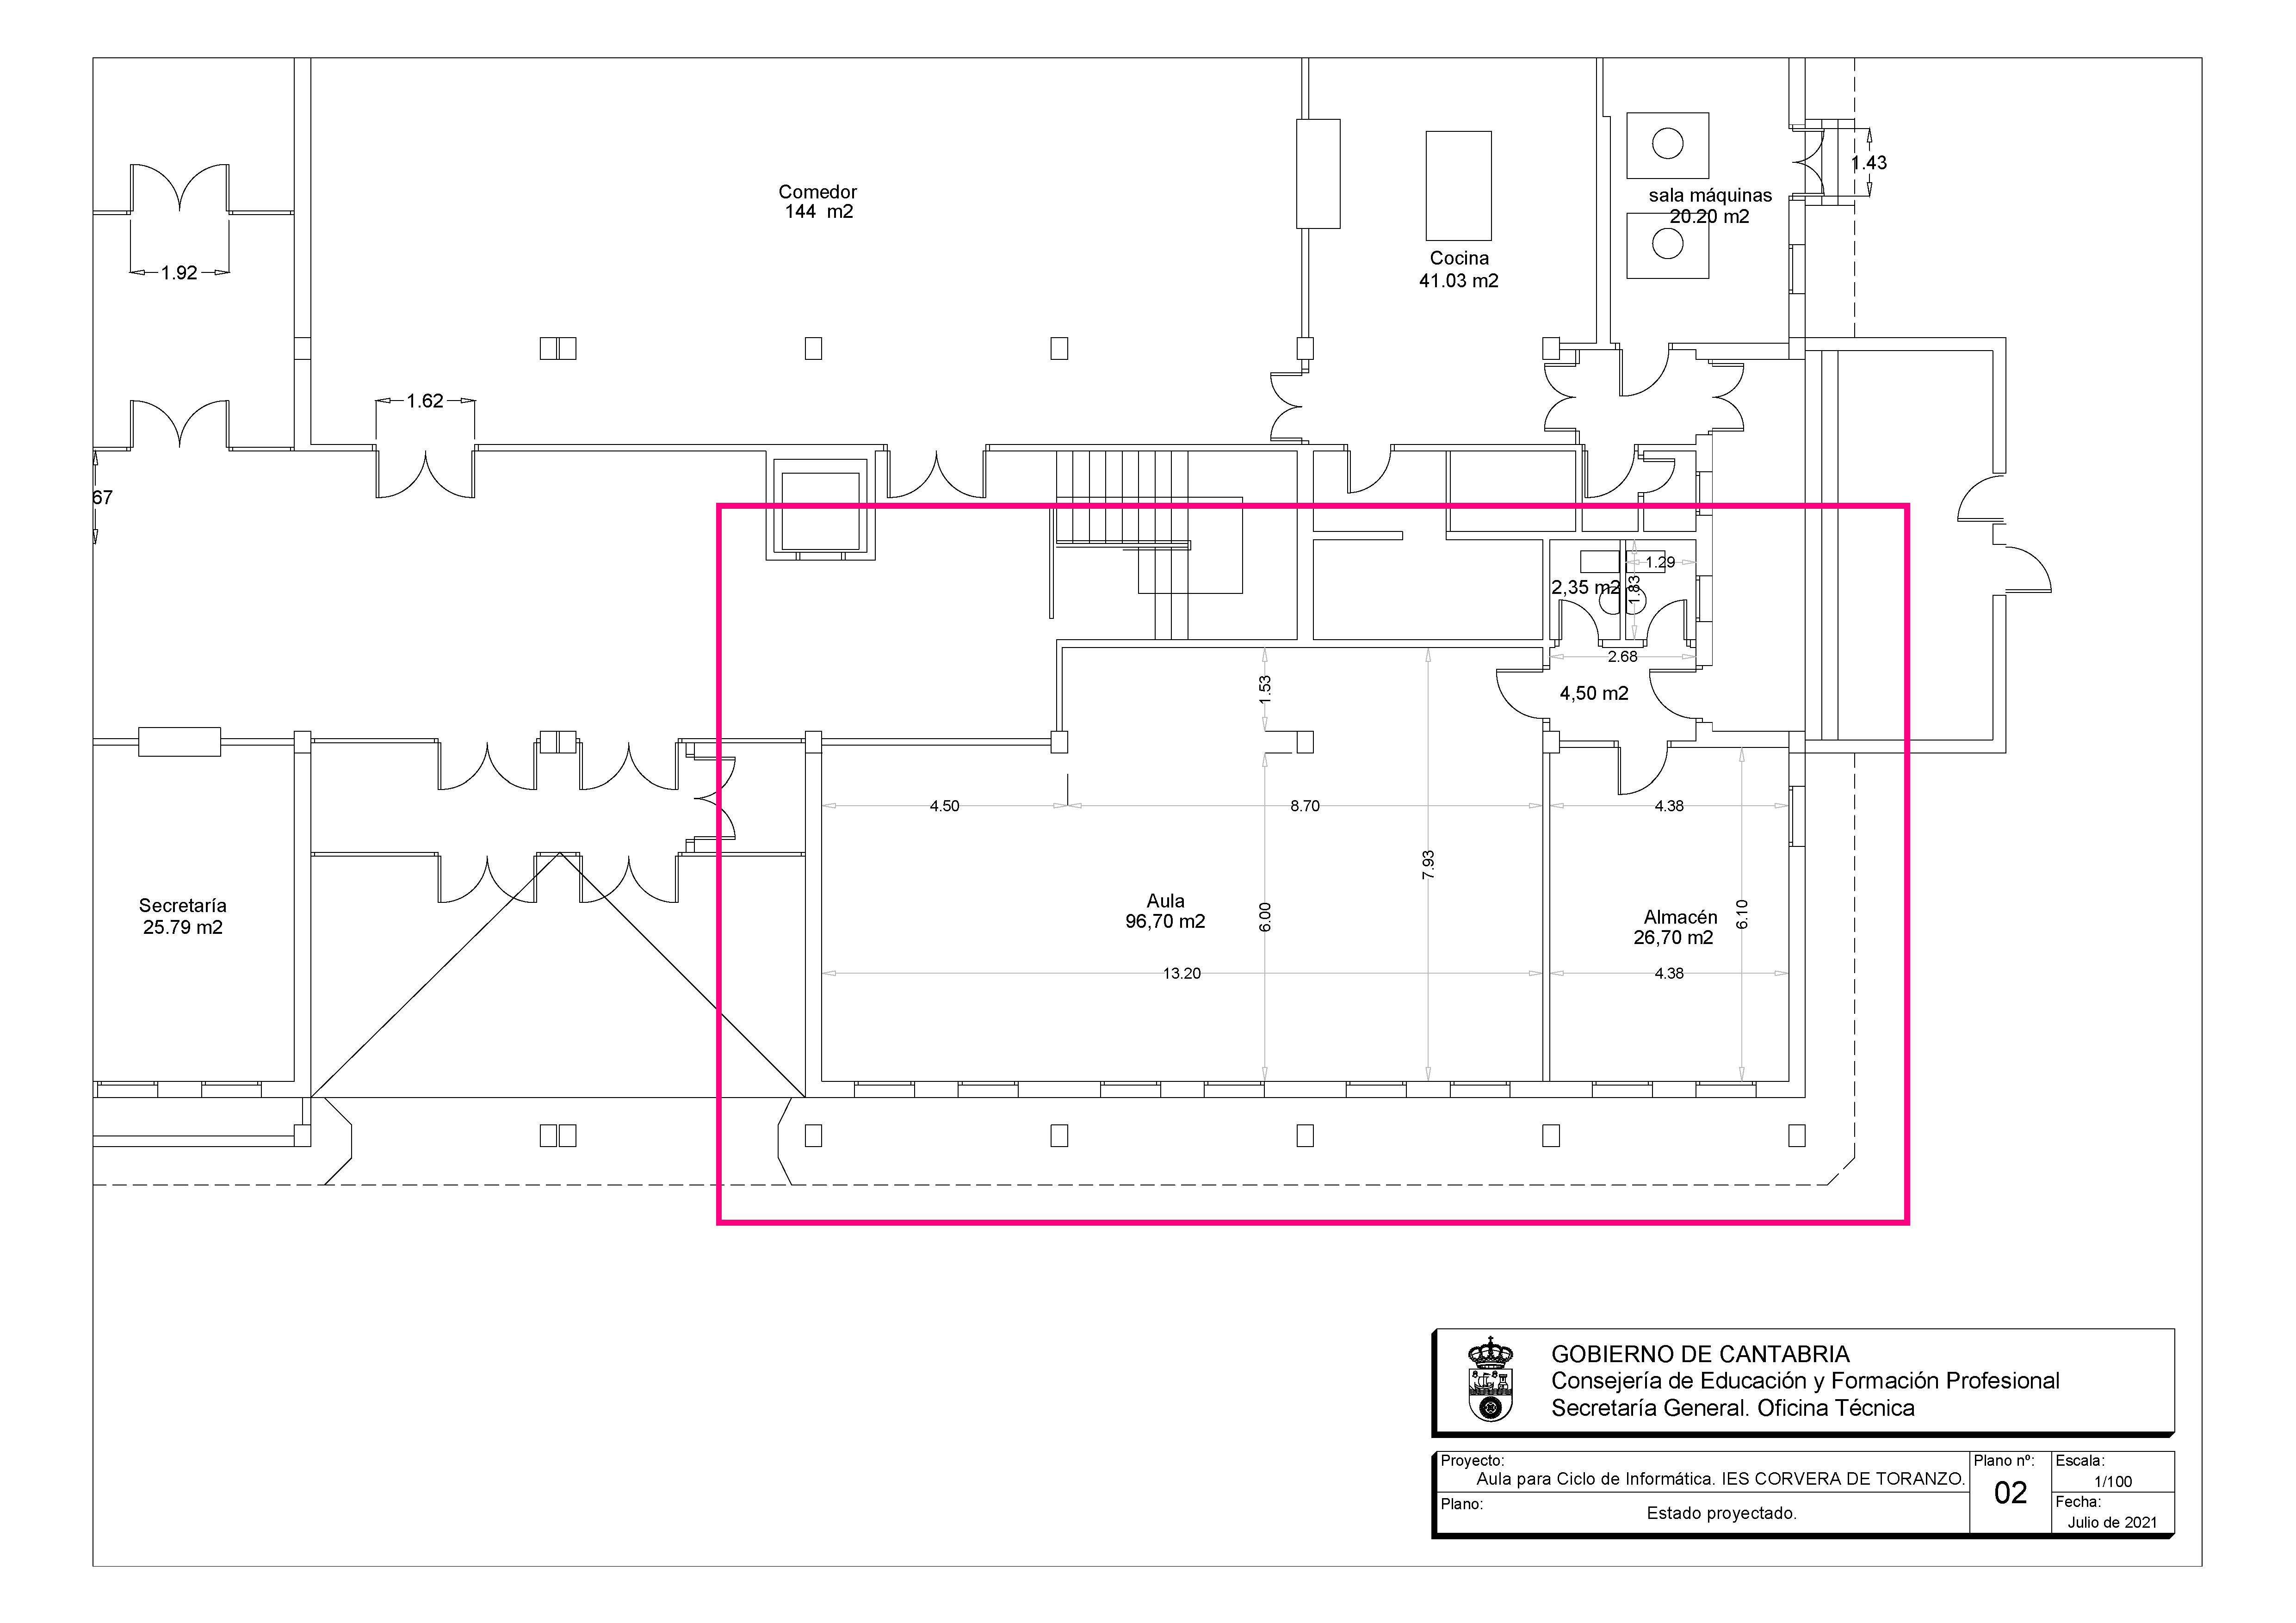 1.43
Comedor
144 m2
sala máquinas
20.20 m2
Cocina
41.03 m2
1.92
1.62
67
1.29
2,35 m2
1.83
2.68
1.53
4,50 m2
4.50
8.70
4.38
7.93
Secretaría
25.79 m2
Aula
96,70 m2
6.00
Almacén
26,70 m2
6.10
13.20
4.38
GOBIERNO DE CANTABRIA
Consejería de Educación y Formación Profesional
Secretaría General. Oficina Técnica
Proyecto:
Aula para Ciclo de Informática. IES CORVERA DE TORANZO.
Plano:
Estado proyectado.
Plano nº:
02
Escala:
1/100
Fecha:
Julio de 2021